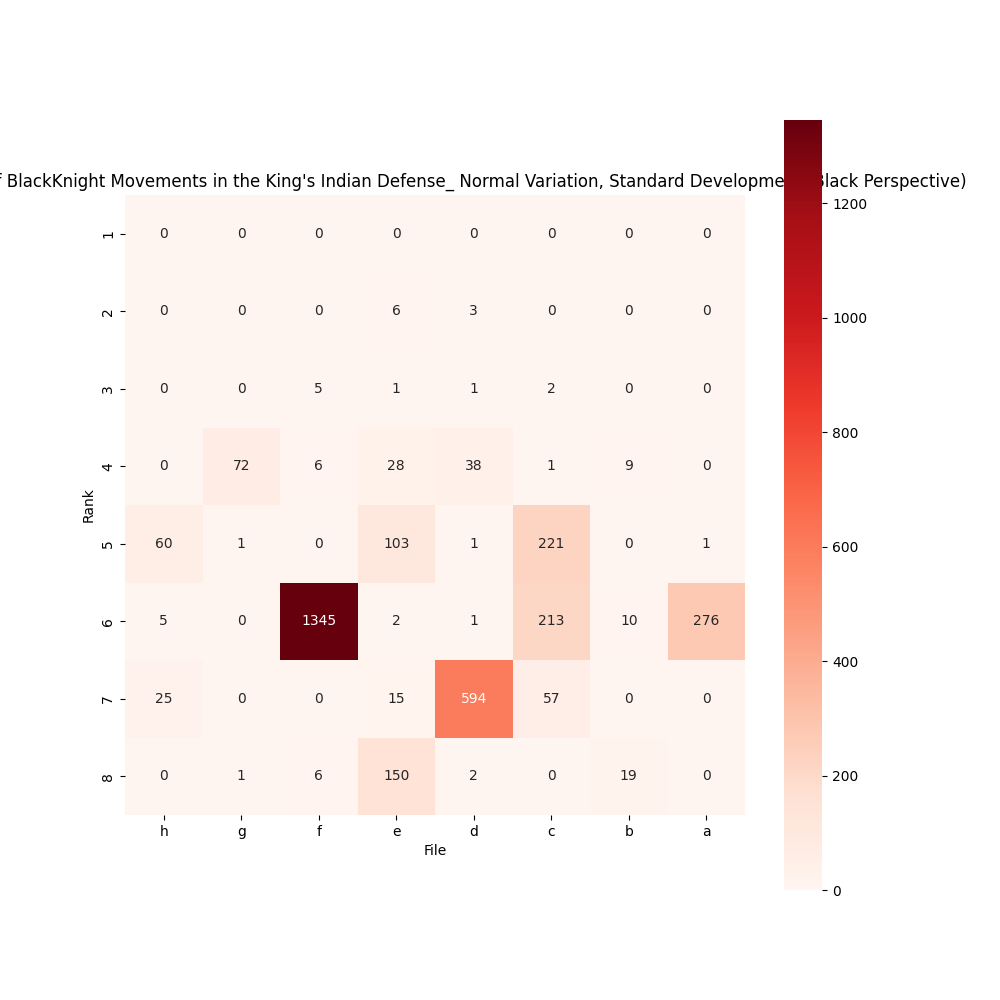 BlackKnight Movements in the King's Indian Defense_ Normal Variation, Standard Black Perspective)
1 0 0 0 0 0 0 0 0
2 0 0 0 6 3 0 0 0
3 0 0 5 1 1 2 0 0
4 0 72 6 28 38 1 9 0
5 60 1 0 103 1 221 0 1
6 5 0 1345 2 1 213 10 276
7 25 0 0 15 594 57 0 0
8 0 1 6 150 2 0 19 0
h g f e d c b a
File
Rank
1200
1000
800
600
400
200
0